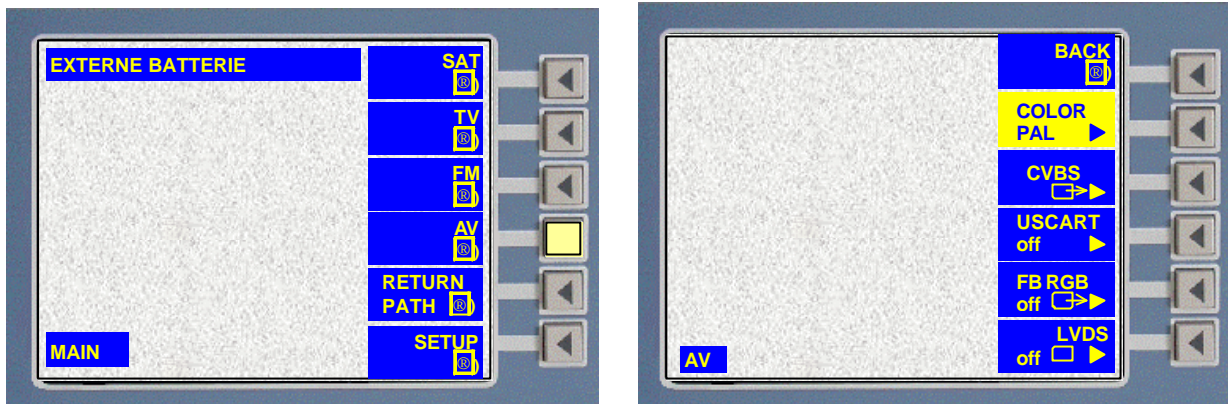 EXTERNE BATTERIE
SAT
®
TV
®
FM
®
AV
®
RETURN
PATH ®
SETUP
®
MAIN
BACK
®
COLOR
PAL
CVBS
USCART
off
FB RGB
off
LVDS
off
AV